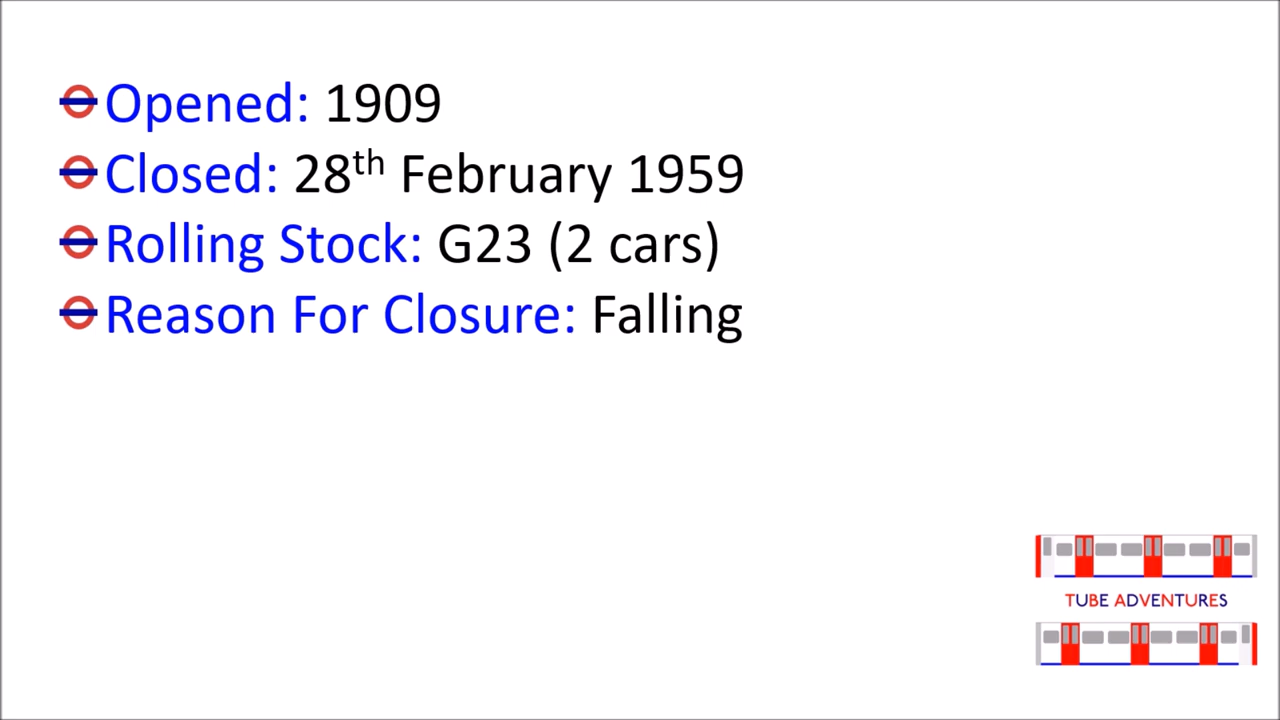 Opened: 1909
Closed: 28th February 1959
Rolling Stock: G23 (2 cars)
Reason For Closure: Falling
TUBE ADVENTURES